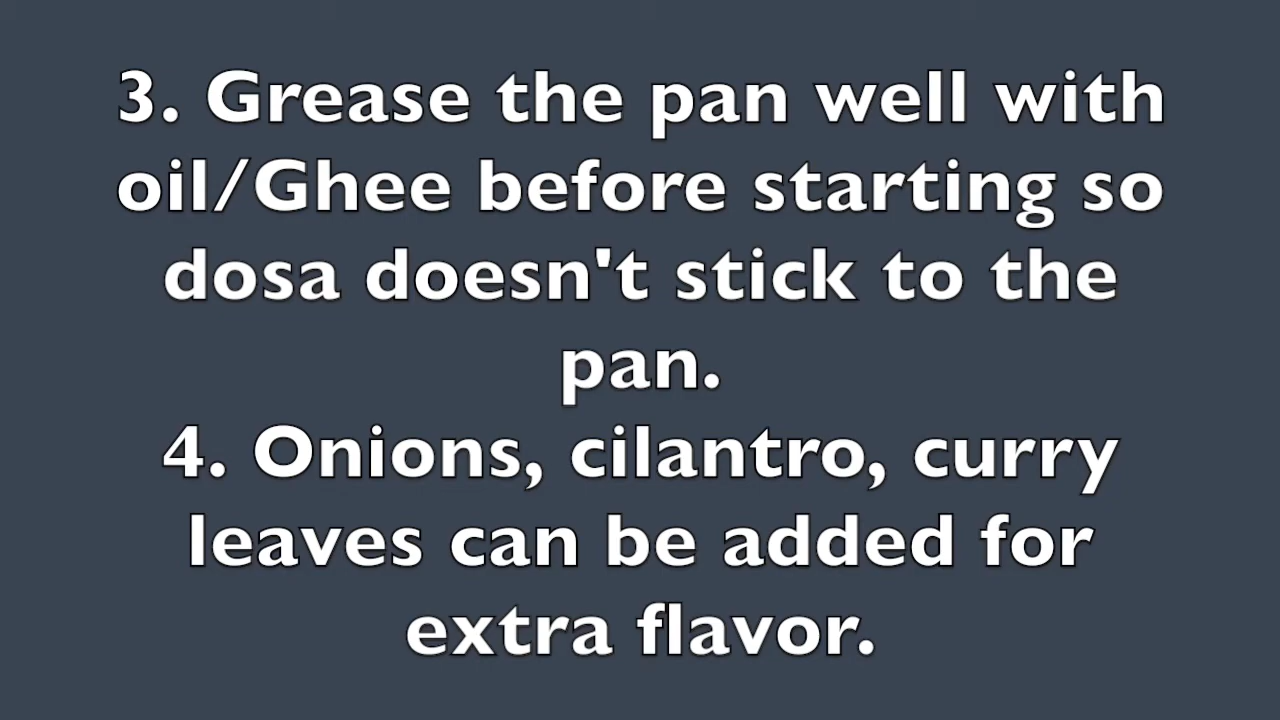 3. Grease the pan well with
oil/Ghee before starting so
dosa doesn't stick to the
pan.
4. Onions, cilantro, curry
leaves can be added for
extra flavor.